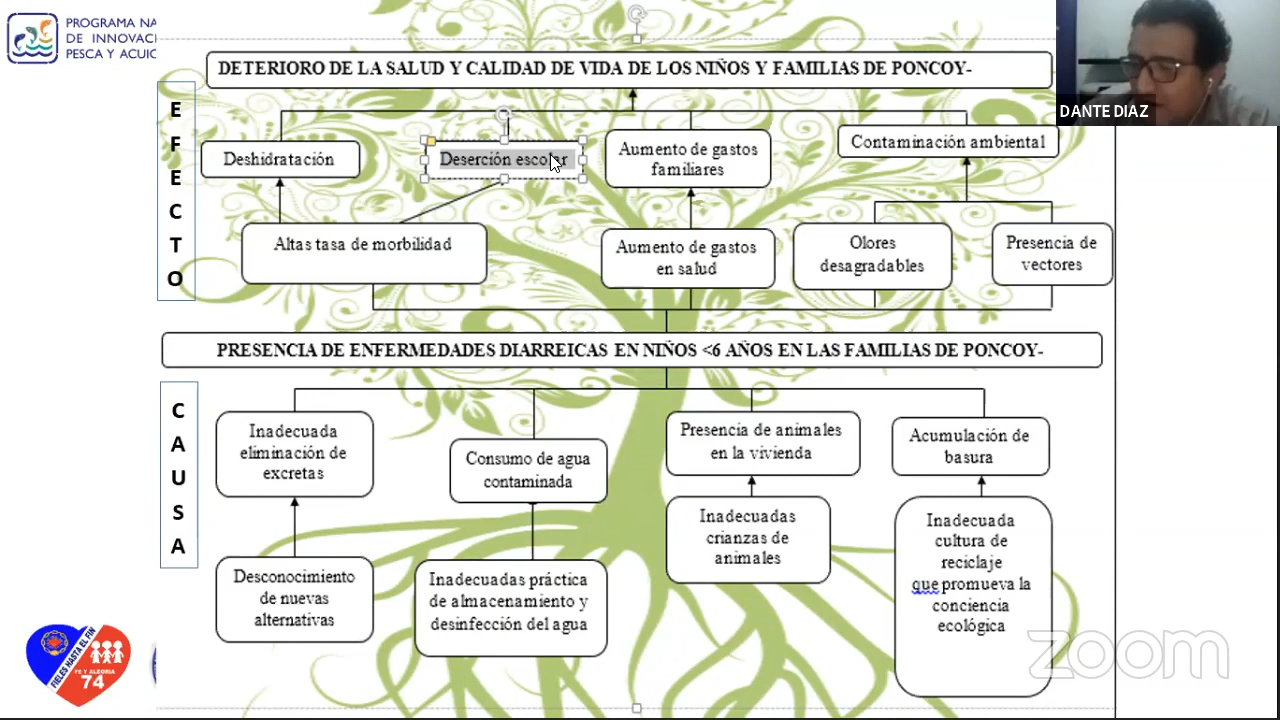 PROGRAMA NA
DE INNOVACI
PESCA Y ACUIC
DETERIORO DE LA SALUD Y CALIDAD DE VIDA DE LOS NIÑOS Y FAMILIAS DE PONCOY-
DANTE DIAZ
E
F
E
C
T
O
Deshidratación
Deserción escolar
Aumento de gastos
familiares
Contaminación ambiental
Altas tasa de morbilidad
Aumento de gastos
en salud
Olores
desagradables
Presencia de
vectores
PRESENCIA DE ENFERMEDADES DIARREICAS EN NIÑOS <6 AÑOS EN LAS FAMILIAS DE PONCOY-
C
A
U
S
A
Inadecuada
eliminación de
excretas
Consumo de agua
contaminada
Presencia de animales
en la vivienda
Acumulación de
basura
Desconocimiento
de nuevas
alternativas
Inadecuadas práctica
de almacenamiento y
desinfección del agua
Inadecuadas
crianzas de
animales
Inadecuada
cultura de
reciclaje
que promueva la
conciencia
ecológica
FIELES HASTA EL FIN
FE Y ALEGRIA
74
zoom